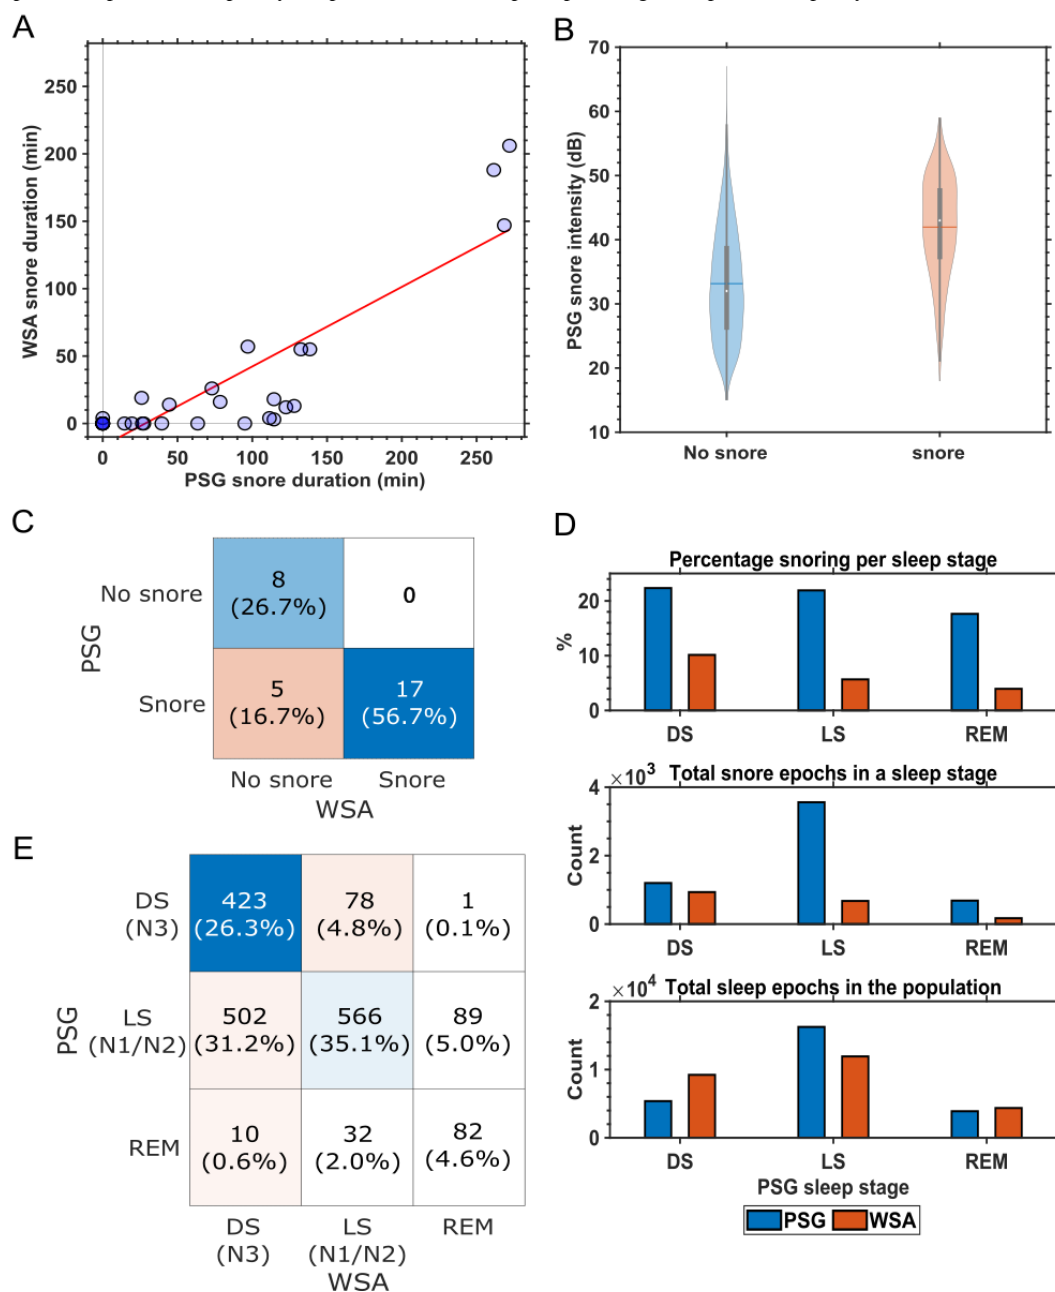 A
WSA snore duration (min)
250
200
150
100
50
0
0 50 100 150 200 250
PSG snore duration (min)
B
PSG snore intensity (dB)
70
60
50
40
30
20
10
No snore snore
C
PSG
No snore
8
(26.7%)
0
Snore
5
(16.7%)
17
(56.7%)
No snore Snore
WSA
D
Percentage snoring per sleep stage
%
20
10
0
DS LS REM
×10³ Total snore epochs in a sleep stage
Count
4
2
0
DS LS REM
×10⁴ Total sleep epochs in the population
Count
2
1
0
DS LS REM
PSG sleep stage
PSG WSA
E
PSG
DS
(N3)
423
(26.3%)
78
(4.8%)
1
(0.1%)
LS
(N1/N2)
502
(31.2%)
566
(35.1%)
89
(5.0%)
REM
10
(0.6%)
32
(2.0%)
82
(4.6%)
DS
(N3)
LS
(N1/N2)
REM
WSA